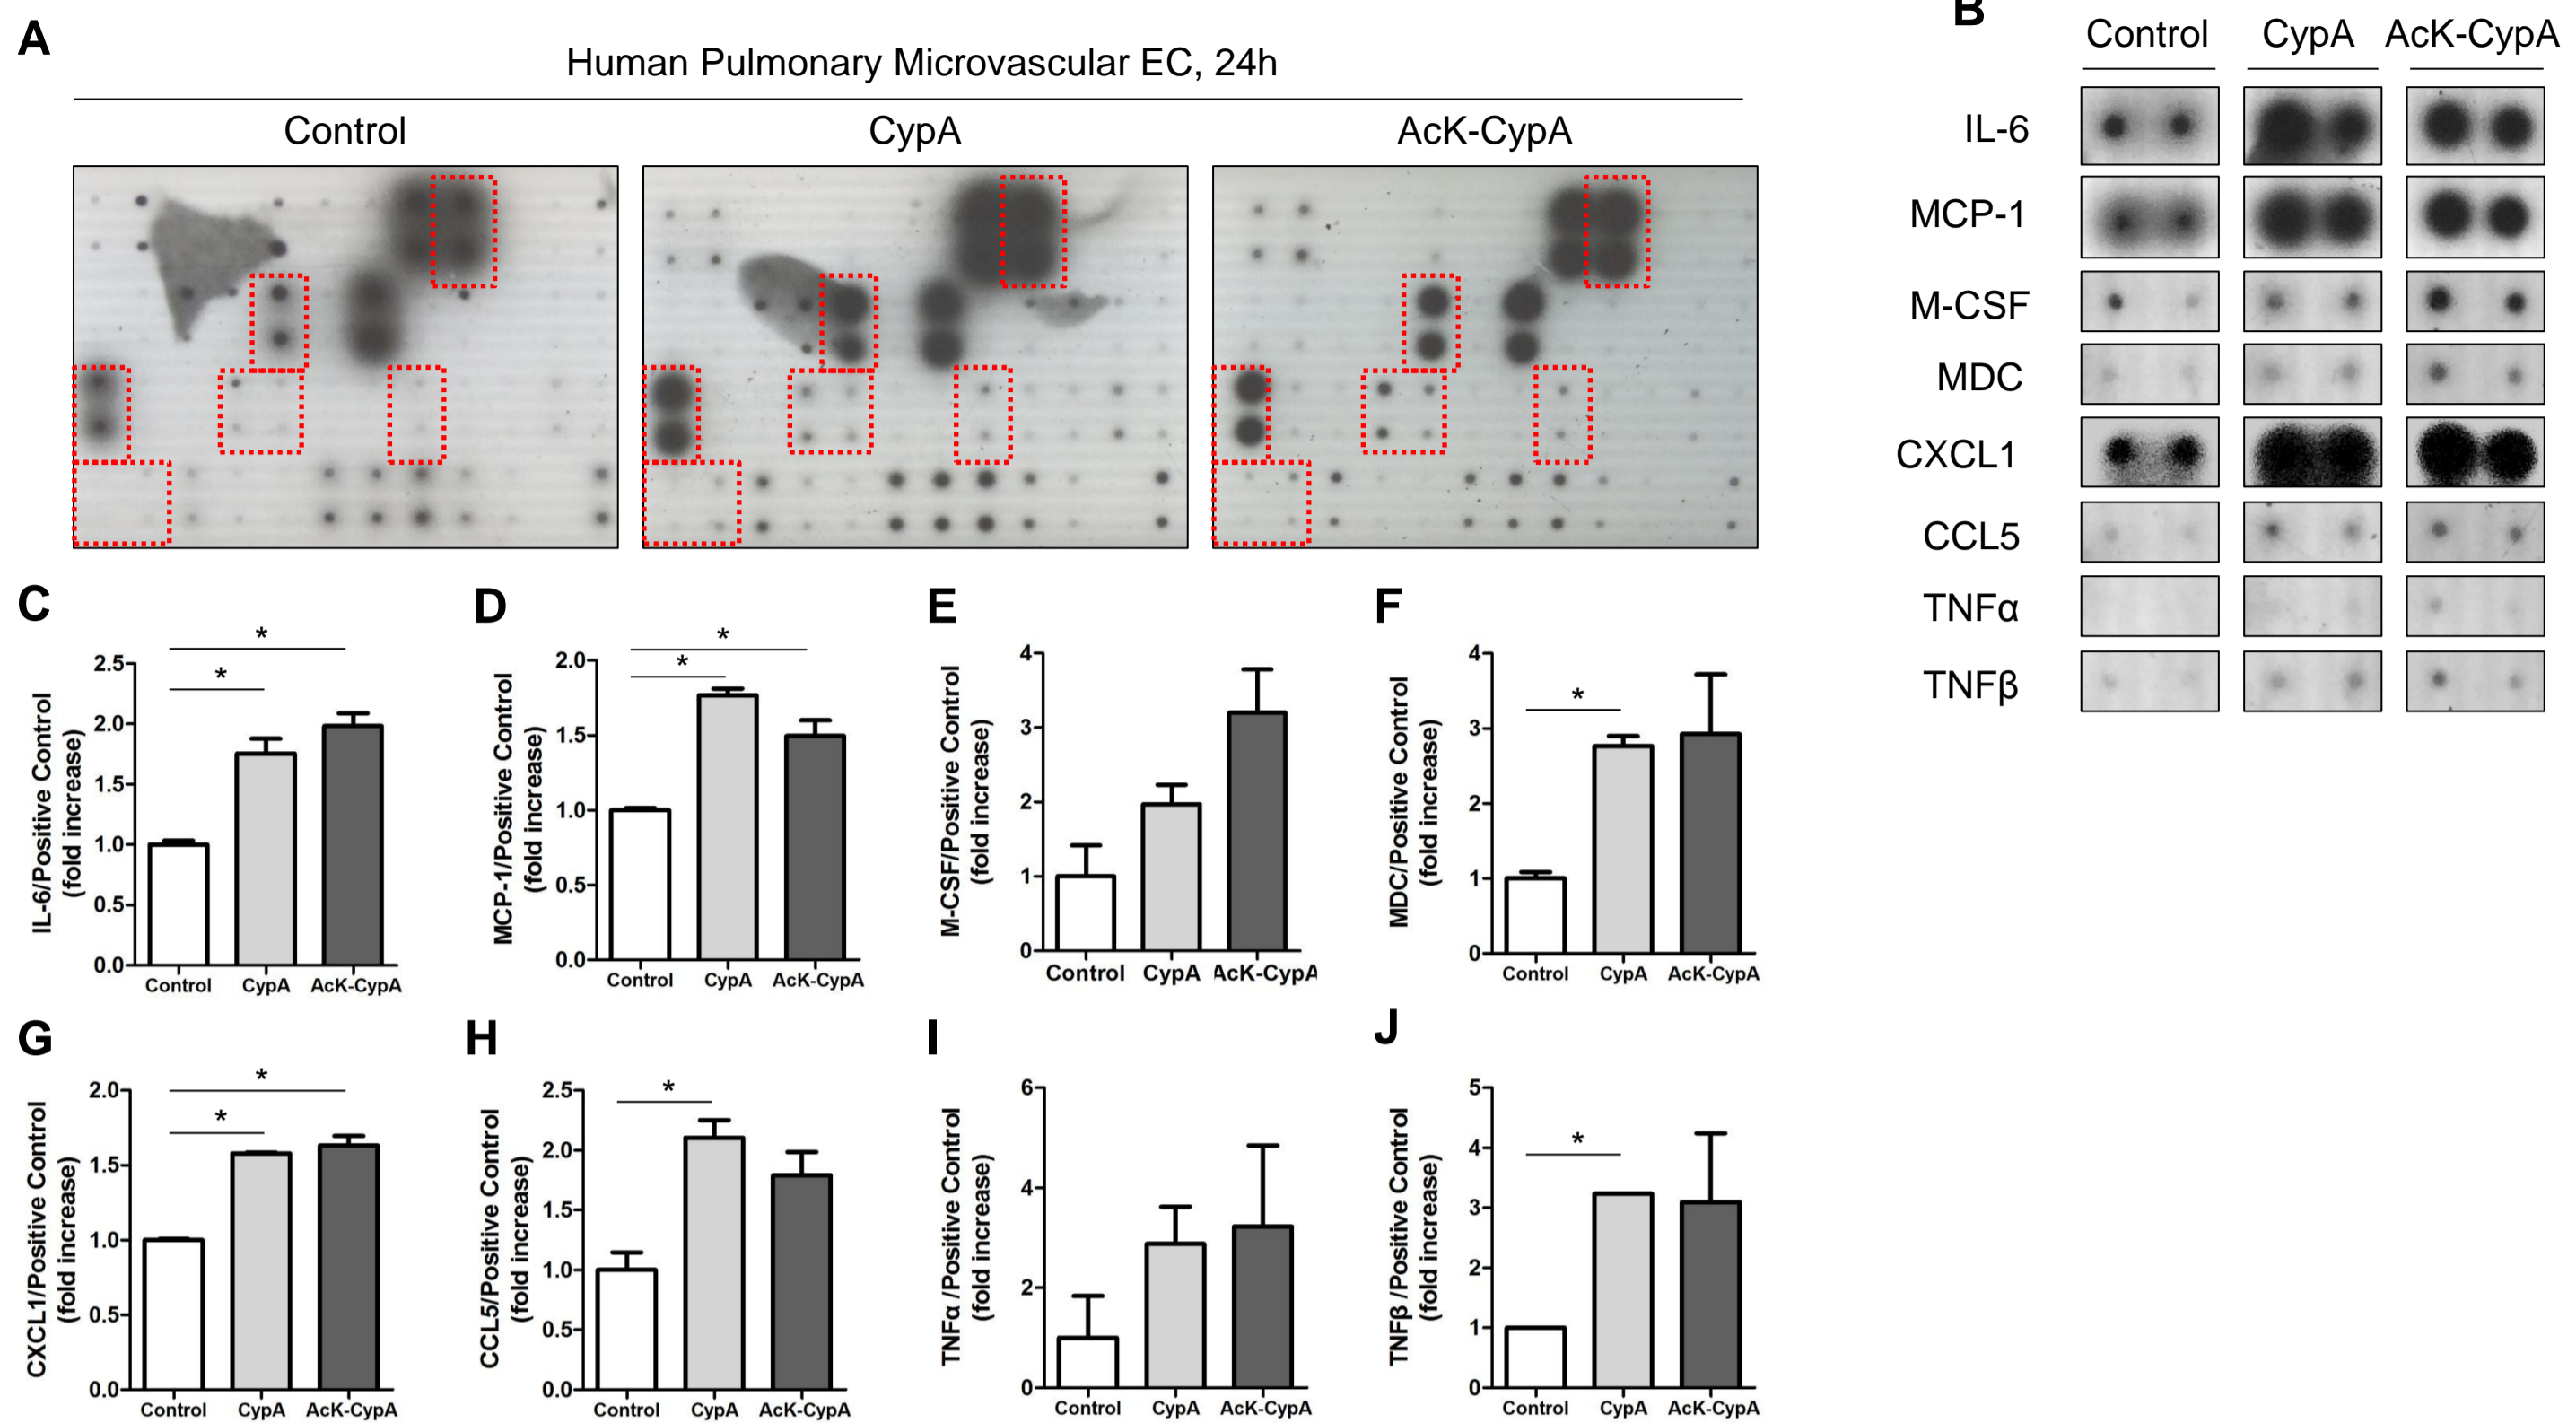 A
Human Pulmonary Microvascular EC, 24h
Control CypA AcK-CypA
B
Control CypA AcK-CypA
IL-6
MCP-1
M-CSF
MDC
CXCL1
CCL5
TNFα
TNFβ
C
IL-6/Positive Control
(fold increase)
2.5
2.0
1.5
1.0
0.5
0.0
* 
*
Control CypA AcK-CypA
D
MCP-1/Positive Control
(fold increase)
2.0
1.5
1.0
0.5
0.0
*
*
Control CypA AcK-CypA
E
M-CSF/Positive Control
(fold increase)
4
3
2
1
0
Control CypA AcK-CypA
F
MDC/Positive Control
(fold increase)
4
3
2
1
0
*
Control CypA AcK-CypA
G
CXCL1/Positive Control
(fold increase)
2.0
1.5
1.0
0.5
0.0
*
*
Control CypA AcK-CypA
H
CCL5/Positive Control
(fold increase)
2.5
2.0
1.5
1.0
0.5
0.0
*
Control CypA AcK-CypA
I
TNFα /Positive Control
(fold increase)
6
4
2
0
Control CypA AcK-CypA
J
TNFβ /Positive Control
(fold increase)
5
4
3
2
1
0
*
Control CypA AcK-CypA